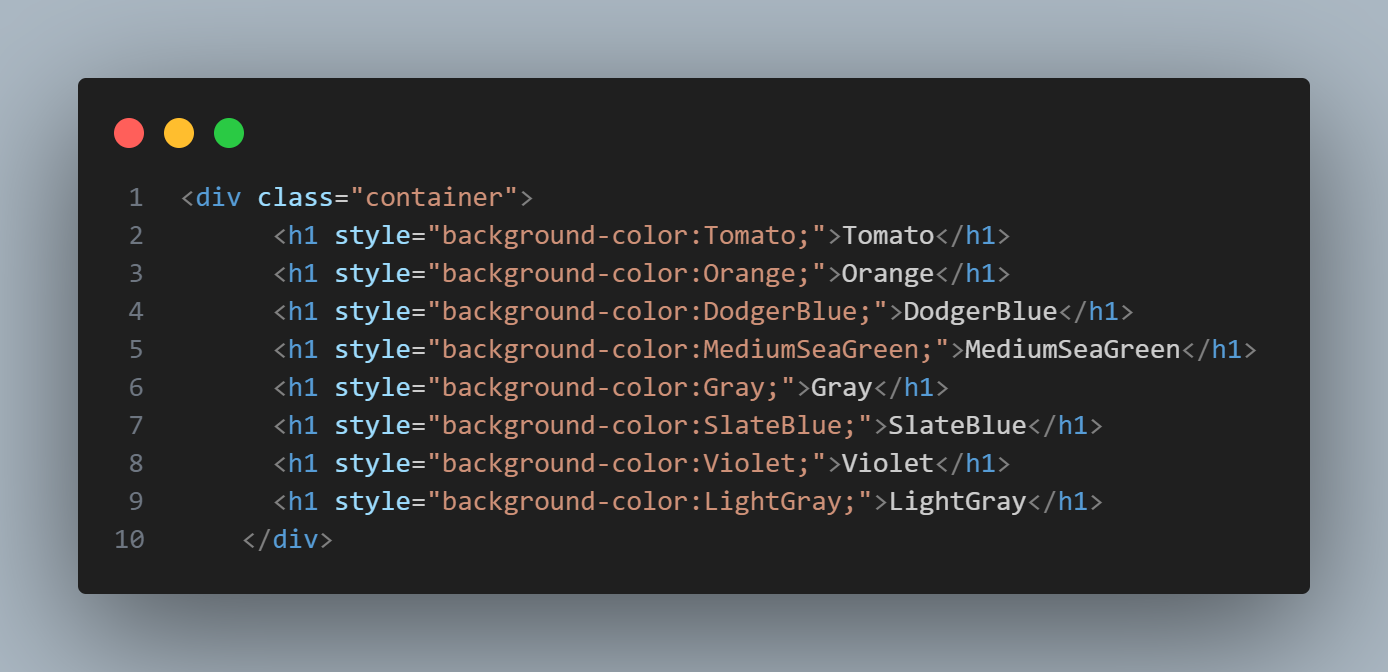 1 <div class="container">
2 <h1 style="background-color:Tomato;">Tomato</h1>
3 <h1 style="background-color:Orange;">Orange</h1>
4 <h1 style="background-color:DodgerBlue;">DodgerBlue</h1>
5 <h1 style="background-color:MediumSeaGreen;">MediumSeaGreen</h1>
6 <h1 style="background-color:Gray;">Gray</h1>
7 <h1 style="background-color:SlateBlue;">SlateBlue</h1>
8 <h1 style="background-color:Violet;">Violet</h1>
9 <h1 style="background-color:LightGray;">LightGray</h1>
10 </div>